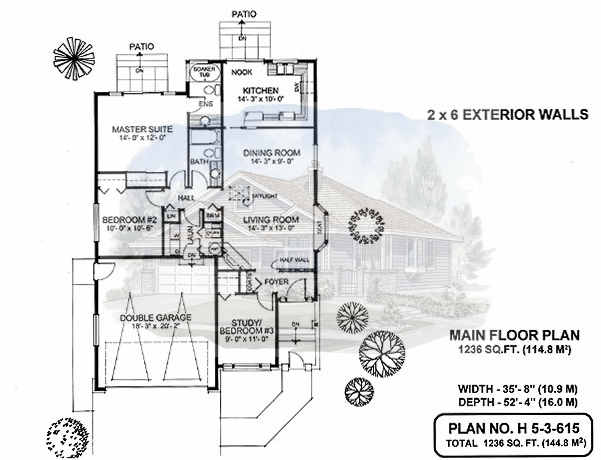 PATIO
PATIO
DN
DN
SOAKER
TUB
NOOK
ENS
KITCHEN
14'- 3" x 10'- 0"
DW
2 x 6 EXTERIOR WALLS
MASTER SUITE
14'- 0" x 12'- 0"
BATH
DINING ROOM
14'- 3" x 9'- 0"
HALL
SKYLIGHT
LIN
BEDROOM #2
10'- 0" x 10'- 6"
LAUN
LIVING ROOM
14'- 3" x 13'- 0"
SEAT
DN
HALF WALL
COATS
FOYER
DOUBLE GARAGE
18'- 3" x 20'- 2"
STUDY/
BEDROOM #3
9'- 0" x 11'- 0"
DN
MAIN FLOOR PLAN
1236 SQ.FT. (114.8 M²)
WIDTH - 35'- 8" (10.9 M)
DEPTH - 52'- 4" (16.0 M)
PLAN NO. H 5-3-615
TOTAL 1236 SQ. FT. (144.8 M²)